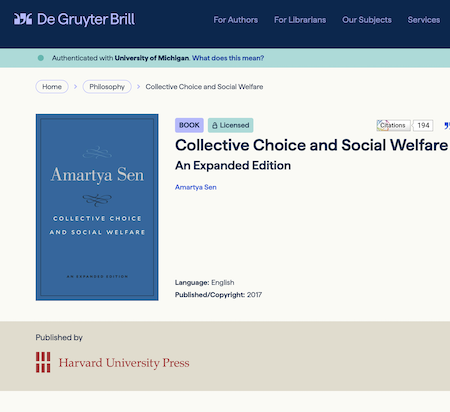 De Gruyter Brill
For Authors For Librarians Our Subjects Services
Authenticated with University of Michigan. What does this mean?
Home > Philosophy > Collective Choice and Social Welfare
Amartya Sen
COLLECTIVE CHOICE
AND SOCIAL WELFARE
AN EXPANDED EDITION
BOOK Licensed
Citations 194
Collective Choice and Social Welfare
An Expanded Edition
Amartya Sen
Language: English
Published/Copyright: 2017
Published by
Harvard University Press